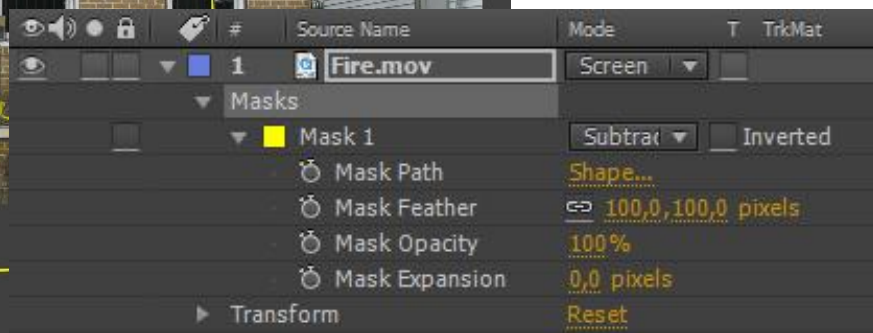 # Source Name Mode T TrkMat
1 Fire.mov Screen
Masks
Mask 1 Subtrac Inverted
Mask Path Shape...
Mask Feather 100,0,100,0 pixels
Mask Opacity 100%
Mask Expansion 0,0 pixels
Transform Reset